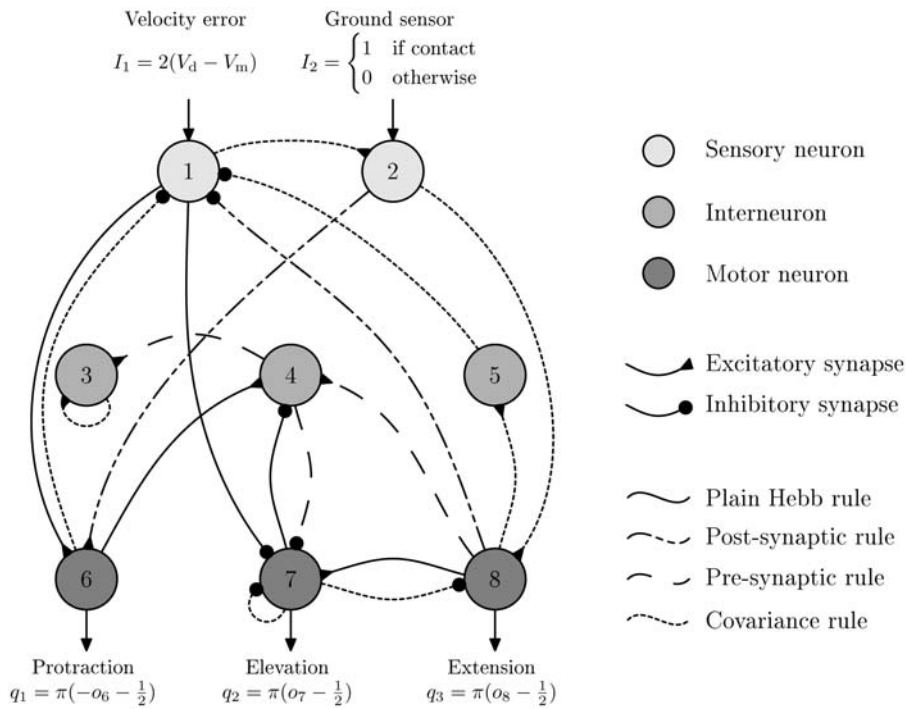 Velocity error
I₁ = 2(V_d − V_m)
Ground sensor
I₂ = { 1 if contact
0 otherwise
1
2
3
4
5
6
7
8
Protraction
q₁ = π(−o₆ − 1/2)
Elevation
q₂ = π(o₇ − 1/2)
Extension
q₃ = π(o₈ − 1/2)
Sensory neuron
Interneuron
Motor neuron
Excitatory synapse
Inhibitory synapse
Plain Hebb rule
Post-synaptic rule
Pre-synaptic rule
Covariance rule